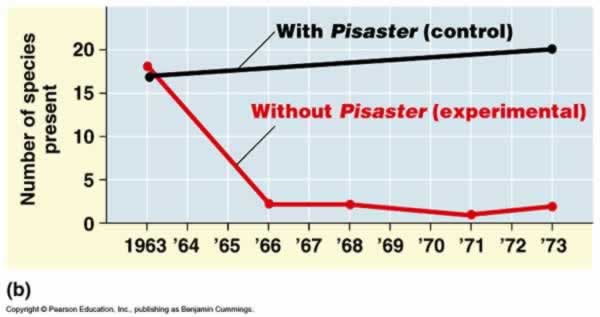 With Pisaster (control)
Without Pisaster (experimental)
Number of species
present
20
15
10
5
0
1963 '64 '65 '66 '67 '68 '69 '70 '71 '72 '73
(b)
Copyright © Pearson Education, Inc., publishing as Benjamin Cummings.